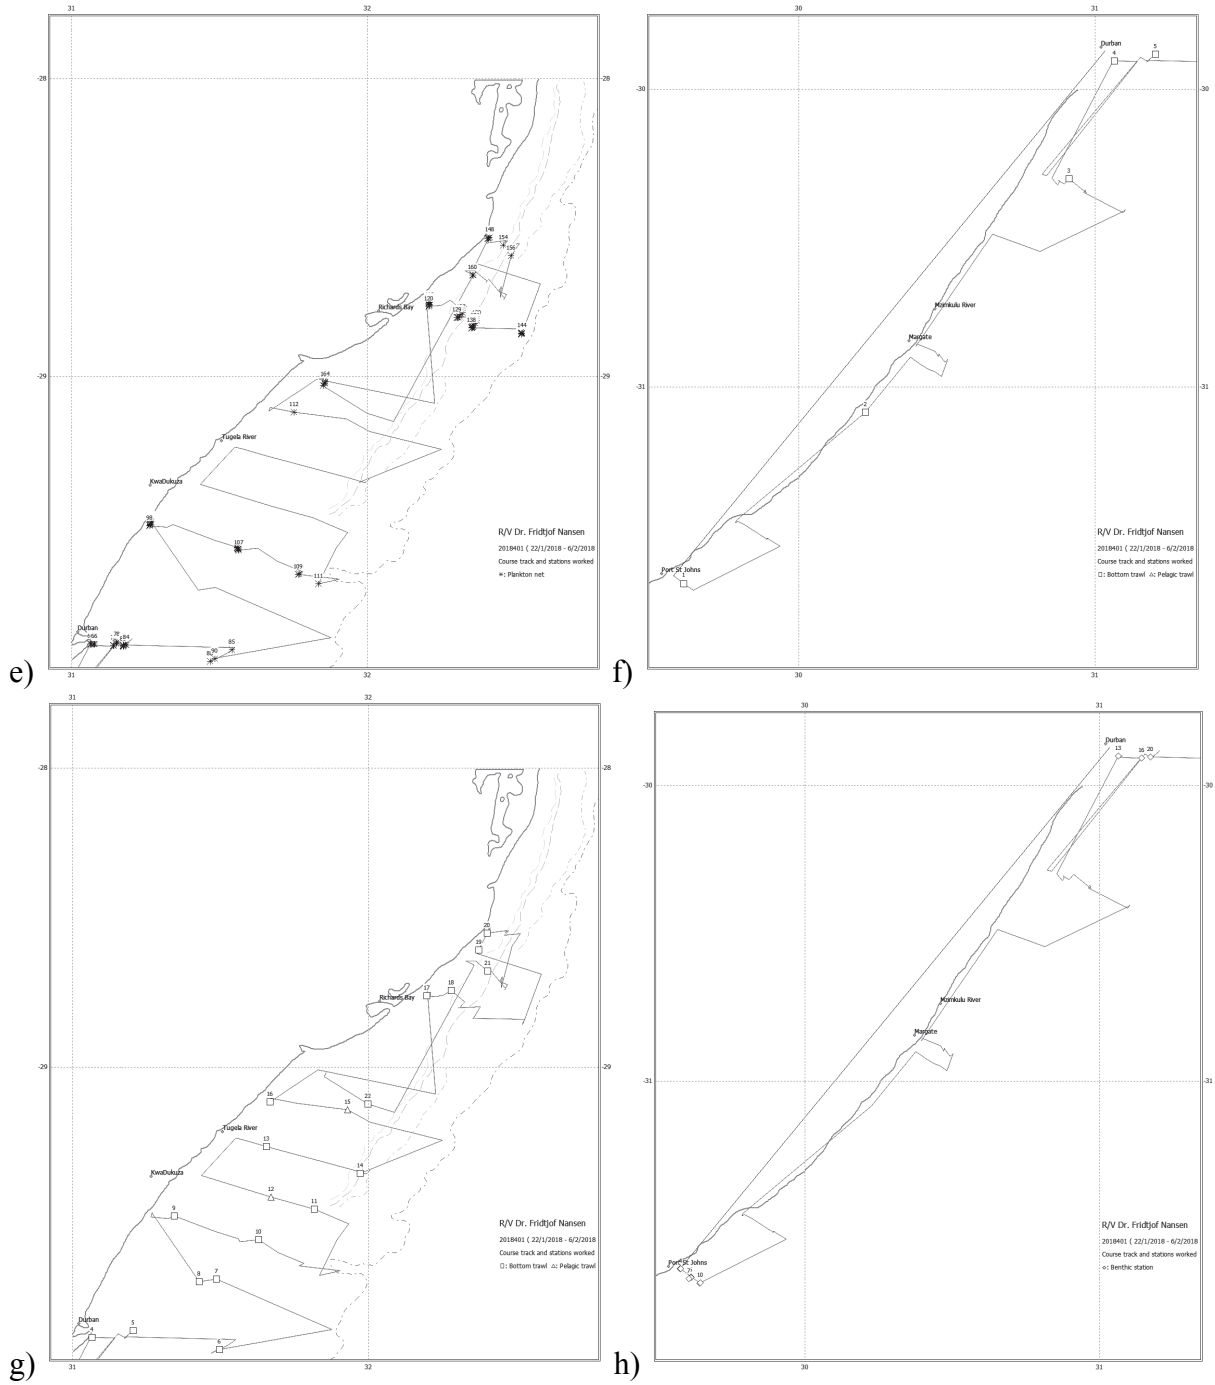 31 32
-28 -28
148
154
156
160
120
Richards Bay
129
138
144
-29 -29
164
112
Tugela River
KwaDukuza
98
107
109
111
R/V Dr. Fridtjof Nansen
2018401 ( 22/1/2018 - 6/2/2018
Course track and stations worked
✳: Plankton net
Durban
84
85
90
e)
31 32
30 31
Durban
4 5
-30 -30
3
Mzimkulu River
Margate
-31 -31
2
R/V Dr. Fridtjof Nansen
2018401 ( 22/1/2018 - 6/2/2018
Course track and stations worked
□: Bottom trawl △: Pelagic trawl
Port St Johns
1
f)
30 31
31 32
-28 -28
20
19
21
17 18
Richards Bay
-29 -29
16 15 22
Tugela River
13
14
KwaDukuza
12
11
9
10
R/V Dr. Fridtjof Nansen
2018401 ( 22/1/2018 - 6/2/2018
Course track and stations worked
□: Bottom trawl △: Pelagic trawl
8 7
Durban
4 5
6
g)
31 32
30 31
Durban
13 16 20
-30 -30
Mzimkulu River
Margate
-31 -31
R/V Dr. Fridtjof Nansen
2018401 ( 22/1/2018 - 6/2/2018
Course track and stations worked
◇: Benthic station
Port St Johns
7
10
h)
30 31